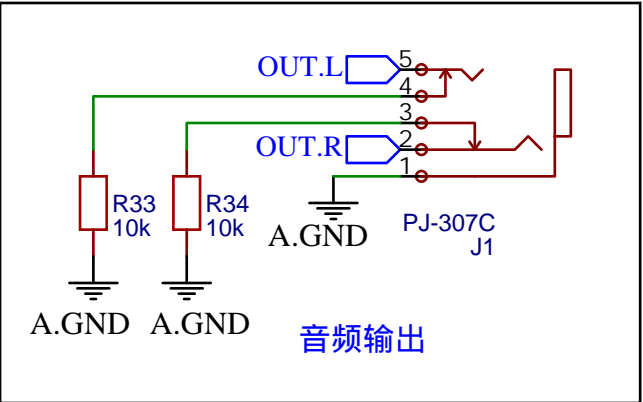 OUT.L
5
4
3
OUT.R
2
1
R33
10k
R34
10k
A.GND
PJ-307C
J1
A.GND
A.GND
音频输出